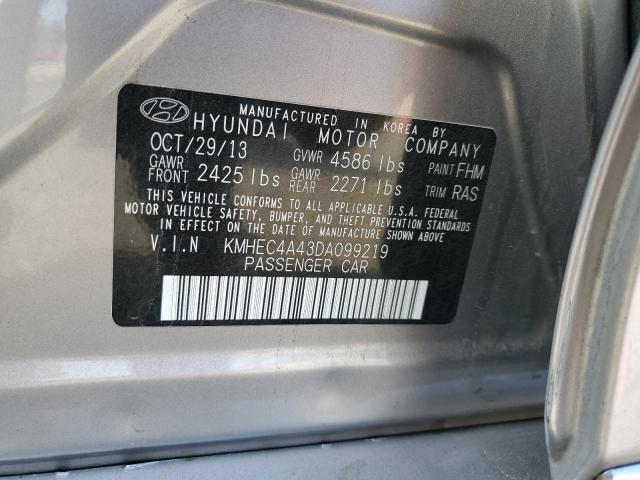 MANUFACTURED IN KOREA BY
HYUNDAI MOTOR COMPANY
OCT/29/13 GVWR 4586 lbs PAINT FHM
GAWR FRONT 2425 lbs GAWR REAR 2271 lbs TRIM RAS
THIS VEHICLE CONFORMS TO ALL APPLICABLE U.S.A. FEDERAL
MOTOR VEHICLE SAFETY, BUMPER, AND THEFT PREVENTION STANDARDS
IN EFFECT ON THE DATE OF MANUFACTURE SHOWN ABOVE
V.I.N KMHEC4A43DA099219
PASSENGER CAR